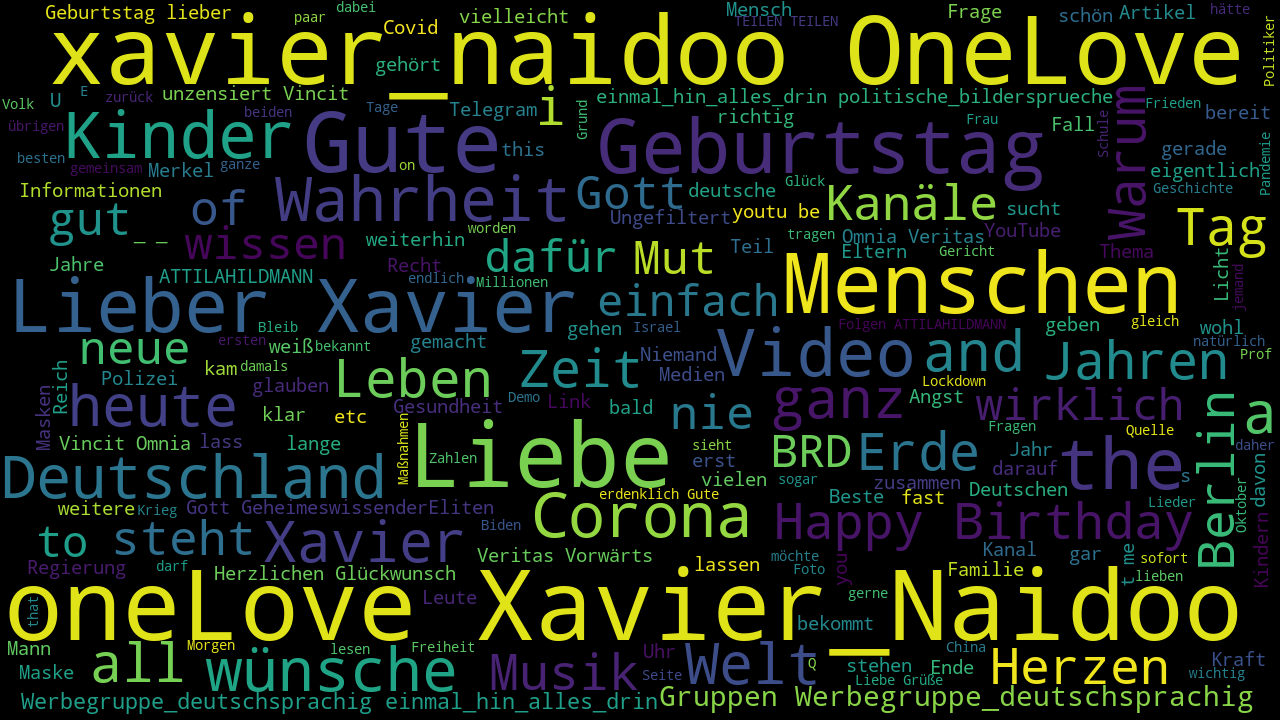 Geburtstag lieber paar dabei vielleicht Mensch TEILEN TEILEN Frage schön Artikel hätte
xavier_naidoo OneLove Politiker
Covid
gehört
Volk U E zurück unzensiert Vincit Telegram i einmal_hin_alles_drin politische_bildersprueche Frieden
übrigen Kinder beiden Gute Tage Grund Geburtstag richtig Frau Fall Schule Warum bereit
besten gemeinsam Merkel ganze on this gerade Pandemie
Informationen Wahrheit Gott deutsche Glück Kanäle sucht eigentlich Geschichte
gut of Ungefiltert youtu be YouTube Tag
_ _ wissen weiterhin worden dafür Mut Teil tragen Omnia Veritas
Jahre Recht Eltern Gericht Thema Licht
ATTILAHILDMANN endlich Millionen Menschen jemand
Lieber Xavier einfach
Bleib gehen Israel Folgen ATTILAHILDMANN geben gleich wohl
neue ersten weiß bekannt gemacht Niemand Video and Jahren natürlich Prof
kam damals Zeit Medien
Masken Reich Polizei glauben Leben Demo Link bald nie ganz Lockdown Angst wirklich
heute klar etc Gesundheit Fragen Quelle Berlin a
Vincit Omnia lass lange Maßnahmen Liebe sieht BRD Erde Jahr the daher
Deutschland Zahlen erst vielen sogar zusammen darauf s
weitere Krieg Gott GeheimeswissenderEliten erdenklich Gute Beste fast Deutschen Lieder Oktober davon
to steht Xavier Biden Corona Happy Birthday
Regierung darf Veritas Vorwärts lassen möchte Kanal gar t me sofort Kindern
Herzlichen Glückwunsch Foto you Familie lieben
that oneLove Xavier_Naidoo
Leute gerne bekommt
Mann Morgen lesen Freiheit Uhr China
Maske all wünsche Musik Seite Welt Q stehen Ende Herzen Kraft
Liebe Grüße wichtig
Werbegruppe_deutschsprachig einmal_hin_alles_drin Gruppen Werbegruppe_deutschsprachig